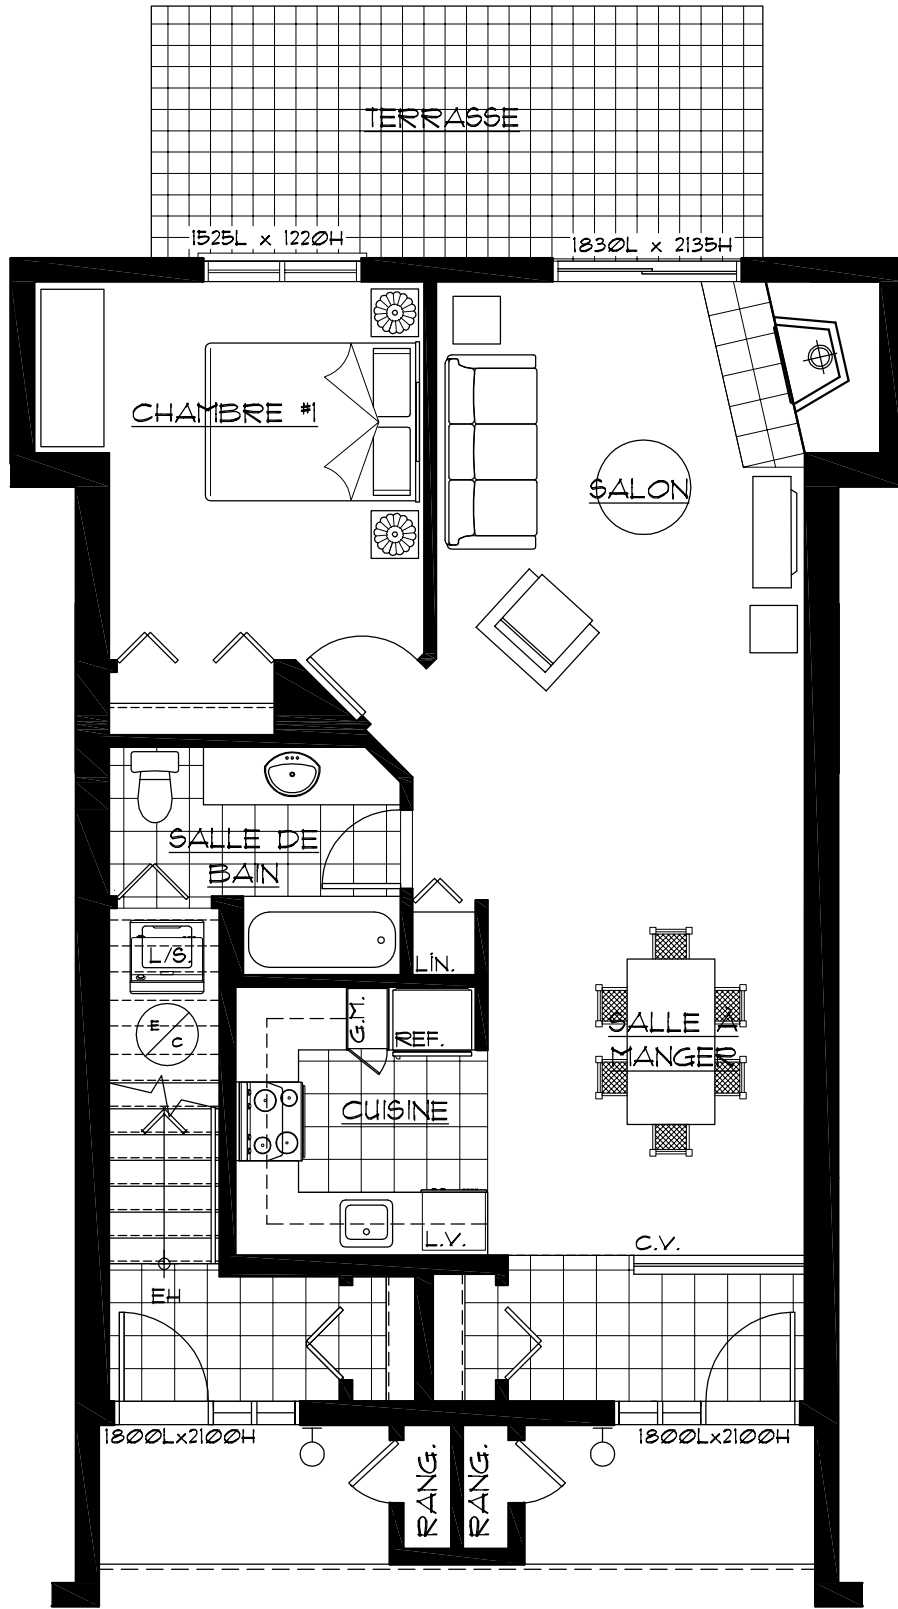 TERRASSE
1525L x 1220H
1830L x 2135H
CHAMBRE #1
SALON
SALLE DE
BAIN
L/S.
LIN.
E
C
G.M.
REF.
SALLE A
MANGER
CUISINE
L.V.
C.V.
EH
1800Lx2100H
1800Lx2100H
RANG.
RANG.